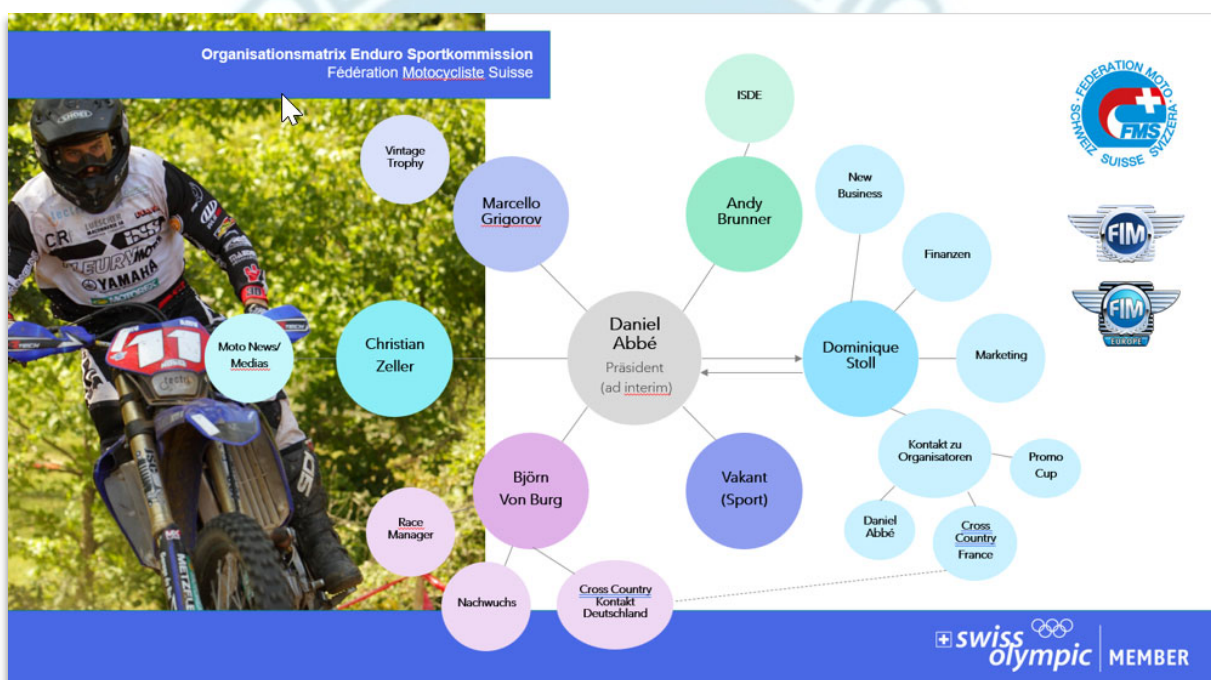 Organisationsmatrix Enduro Sportkommission
Fédération Motocycliste Suisse
ISDE
Vintage
Trophy
Marcello
Grigorov
Andy
Brunner
New
Business
Finanzen
Moto News/
Medias
Christian
Zeller
Daniel
Abbé
Präsident
(ad interim)
Dominique
Stoll
Marketing
Björn
Von Burg
Vakant
(Sport)
Kontakt zu
Organisatoren
Promo
Cup
Race
Manager
Daniel
Abbé
Cross
Country
France
Nachwuchs
Cross Country
Kontakt
Deutschland
FEDERATION MOTO
SCHWEIZ SUISSE SVIZZERA
FMS
FIM
FIM
EUROPE
swiss
olympic
MEMBER
YAMAHA
111